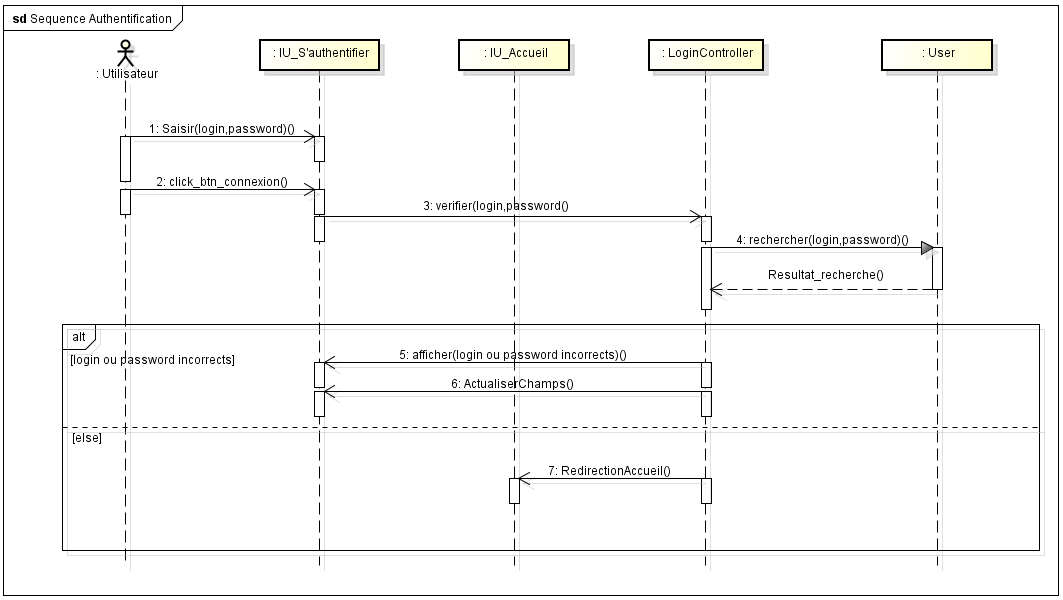 sd Sequence Authentification
: Utilisateur
: IU_S'authentifier
: IU_Accueil
: LoginController
: User
1: Saisir(login,password)()
2: click_btn_connexion()
3: verifier(login,password()
4: rechercher(login,password)()
Resultat_recherche()
alt
[login ou password incorrects]
5: afficher(login ou password incorrects)()
6: ActualiserChamps()
[else]
7: RedirectionAccueil()